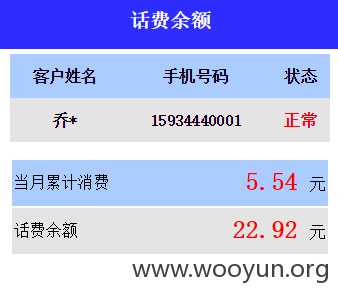 话费余额
客户姓名 手机号码 状态
乔* 15934440001 正常
当月累计消费 5.54 元
话费余额 22.92 元
www.wooyun.org